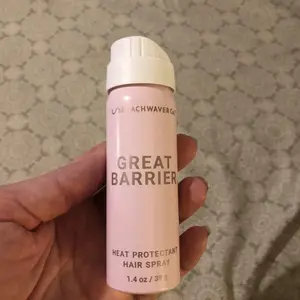 BEACHWAVER Co
GREAT
BARRIER
HEAT PROTECTANT
HAIR SPRAY
1.4 oz / 39 g